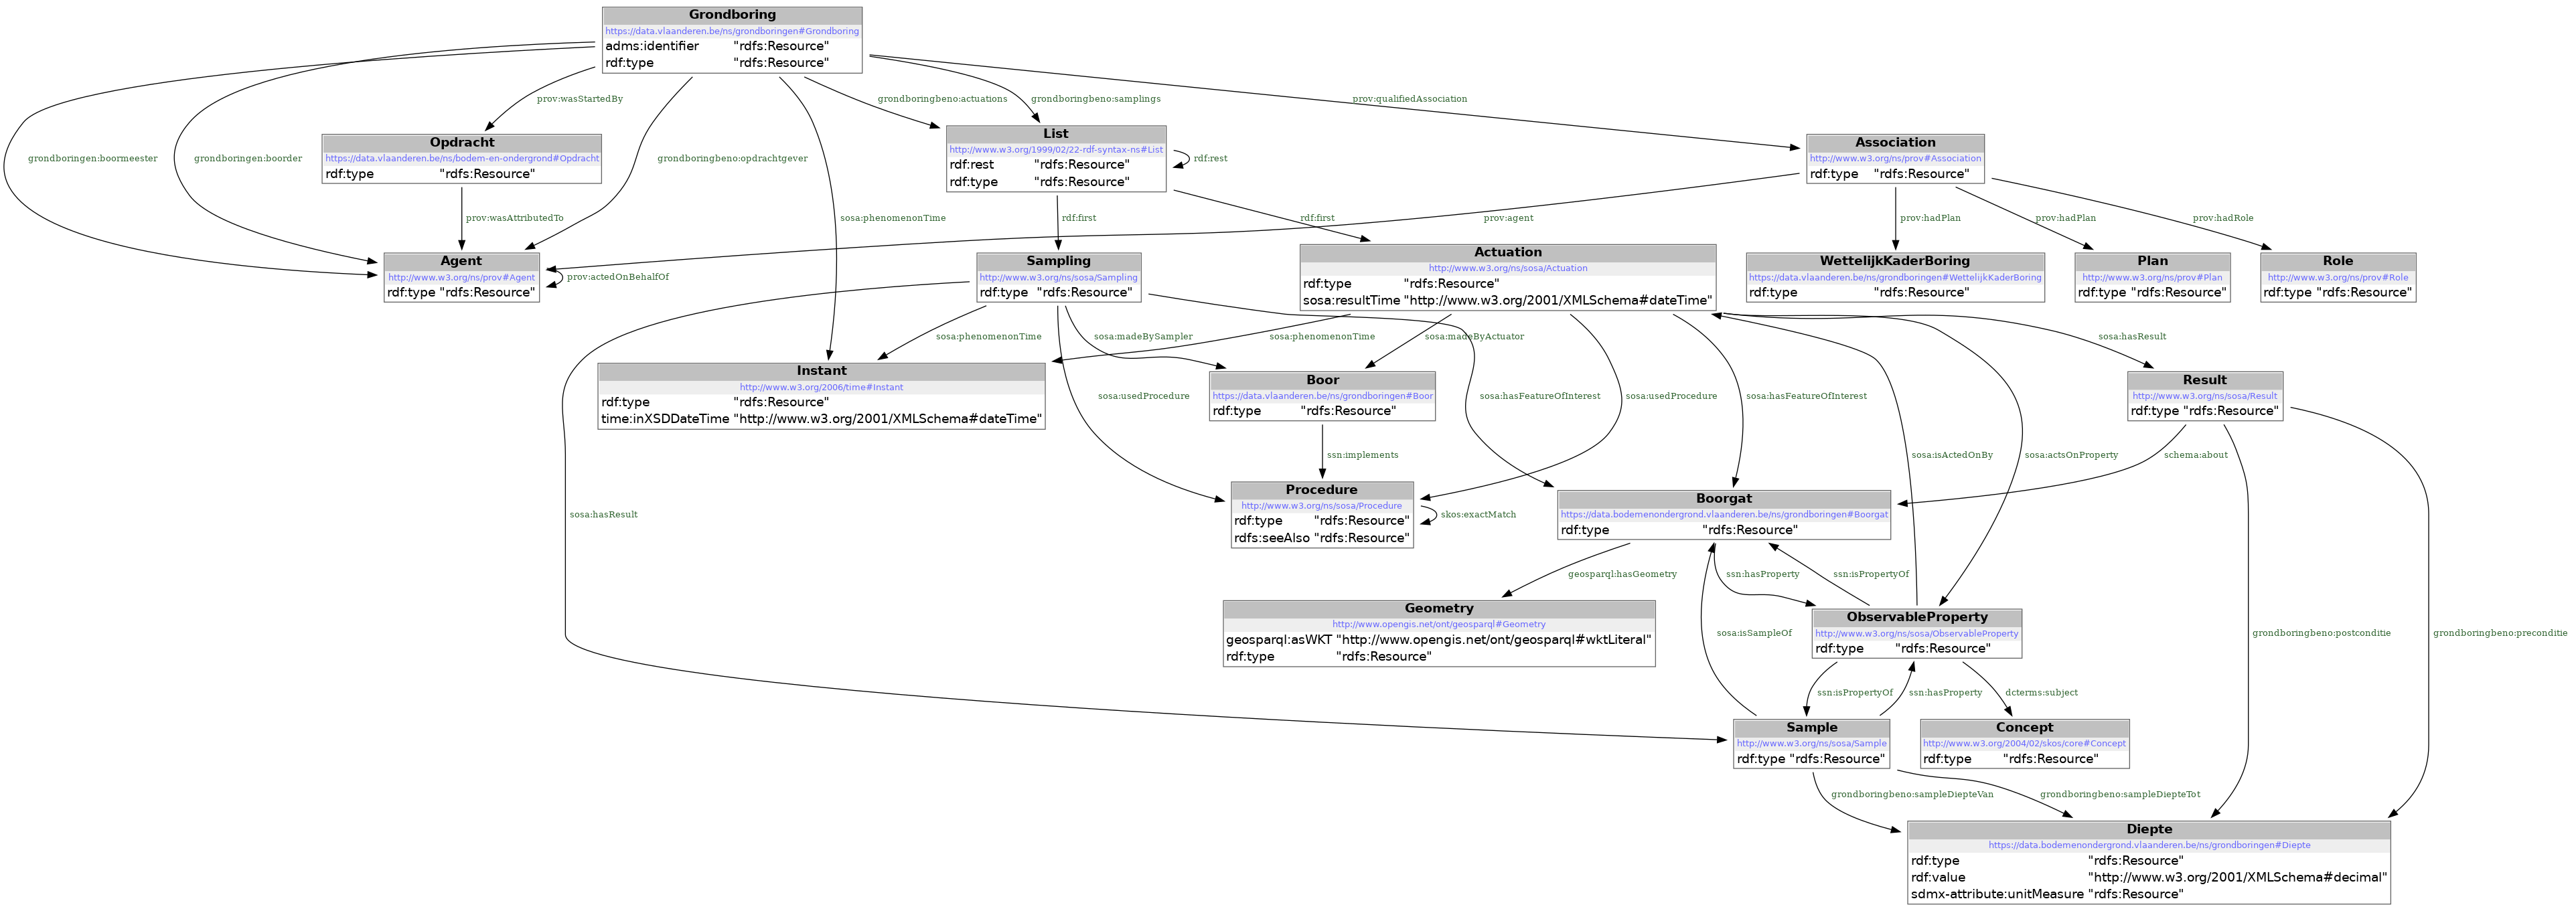 Grondboring
https://data.vlaanderen.be/ns/grondboringen#Grondboring
adms:identifier "rdfs:Resource"
rdf:type "rdfs:Resource"
prov:wasStartedBy
grondboringbeno:actuations
grondboringbeno:samplings
prov:qualifiedAssociation
Opdracht
https://data.vlaanderen.be/ns/bodem-en-ondergrond#Opdracht
rdf:type "rdfs:Resource"
List
http://www.w3.org/1999/02/22-rdf-syntax-ns#List
rdf:rest "rdfs:Resource"
rdf:type "rdfs:Resource"
rdf:rest
Association
http://www.w3.org/ns/prov#Association
rdf:type "rdfs:Resource"
grondboringen:boormeester
grondboringen:boorder
grondboringbeno:opdrachtgever
prov:wasAttributedTo
sosa:phenomenonTime
rdf:first
rdf:first
prov:agent
prov:hadPlan
prov:hadPlan
prov:hadRole
Agent
http://www.w3.org/ns/prov#Agent
rdf:type "rdfs:Resource"
prov:actedOnBehalfOf
Sampling
http://www.w3.org/ns/sosa/Sampling
rdf:type "rdfs:Resource"
Actuation
http://www.w3.org/ns/sosa/Actuation
rdf:type "rdfs:Resource"
sosa:resultTime "http://www.w3.org/2001/XMLSchema#dateTime"
WettelijkKaderBoring
https://data.vlaanderen.be/ns/grondboringen#WettelijkKaderBoring
rdf:type "rdfs:Resource"
Plan
http://www.w3.org/ns/prov#Plan
rdf:type "rdfs:Resource"
Role
http://www.w3.org/ns/prov#Role
rdf:type "rdfs:Resource"
sosa:phenomenonTime
sosa:madeBySampler
sosa:phenomenonTime
sosa:madeByActuator
sosa:hasResult
Instant
http://www.w3.org/2006/time#Instant
rdf:type "rdfs:Resource"
time:inXSDDateTime "http://www.w3.org/2001/XMLSchema#dateTime"
Boor
https://data.vlaanderen.be/ns/grondboringen#Boor
rdf:type "rdfs:Resource"
Result
http://www.w3.org/ns/sosa/Result
rdf:type "rdfs:Resource"
sosa:usedProcedure
sosa:hasFeatureOfInterest
sosa:usedProcedure
sosa:hasFeatureOfInterest
ssn:implements
sosa:isActedOnBy
sosa:actsOnProperty
schema:about
Procedure
http://www.w3.org/ns/sosa/Procedure
rdf:type "rdfs:Resource"
rdfs:seeAlso "rdfs:Resource"
skos:exactMatch
sosa:hasResult
Boorgat
https://data.bodemenondergrond.vlaanderen.be/ns/grondboringen#Boorgat
rdf:type "rdfs:Resource"
geosparql:hasGeometry
ssn:hasProperty
ssn:isPropertyOf
Geometry
http://www.opengis.net/ont/geosparql#Geometry
geosparql:asWKT "http://www.opengis.net/ont/geosparql#wktLiteral"
rdf:type "rdfs:Resource"
sosa:isSampleOf
ObservableProperty
http://www.w3.org/ns/sosa/ObservableProperty
rdf:type "rdfs:Resource"
grondboringbeno:postconditie
grondboringbeno:preconditie
ssn:isPropertyOf
ssn:hasProperty
dcterms:subject
Sample
http://www.w3.org/ns/sosa/Sample
rdf:type "rdfs:Resource"
Concept
http://www.w3.org/2004/02/skos/core#Concept
rdf:type "rdfs:Resource"
grondboringbeno:sampleDiepteVan
grondboringbeno:sampleDiepteTot
Diepte
https://data.bodemenondergrond.vlaanderen.be/ns/grondboringen#Diepte
rdf:type "rdfs:Resource"
rdf:value "http://www.w3.org/2001/XMLSchema#decimal"
sdmx-attribute:unitMeasure "rdfs:Resource"